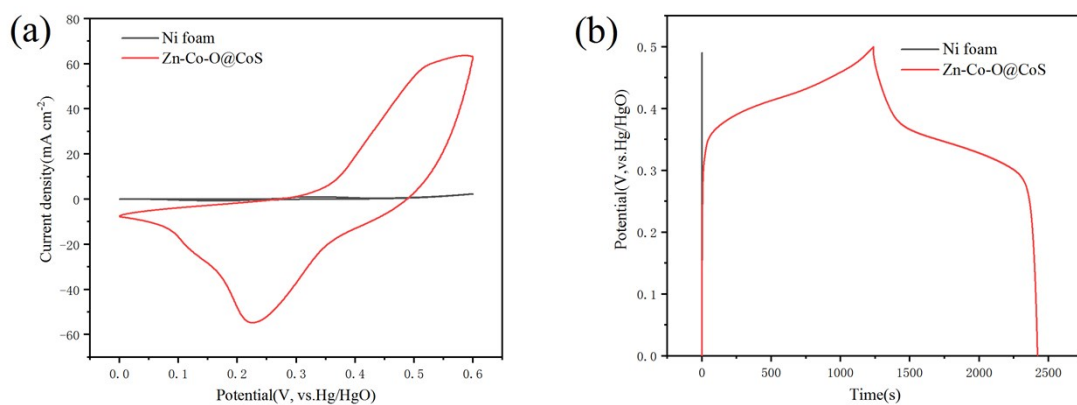 (a)
Ni foam
Zn-Co-O@CoS
Current density(mA cm-2)
80
60
40
20
0
−20
−40
−60
0.0 0.1 0.2 0.3 0.4 0.5 0.6
Potential(V, vs.Hg/HgO)
(b)
Ni foam
Zn-Co-O@CoS
Potential(V,vs.Hg/HgO)
0.5
0.4
0.3
0.2
0.1
0.0
0 500 1000 1500 2000 2500
Time(s)